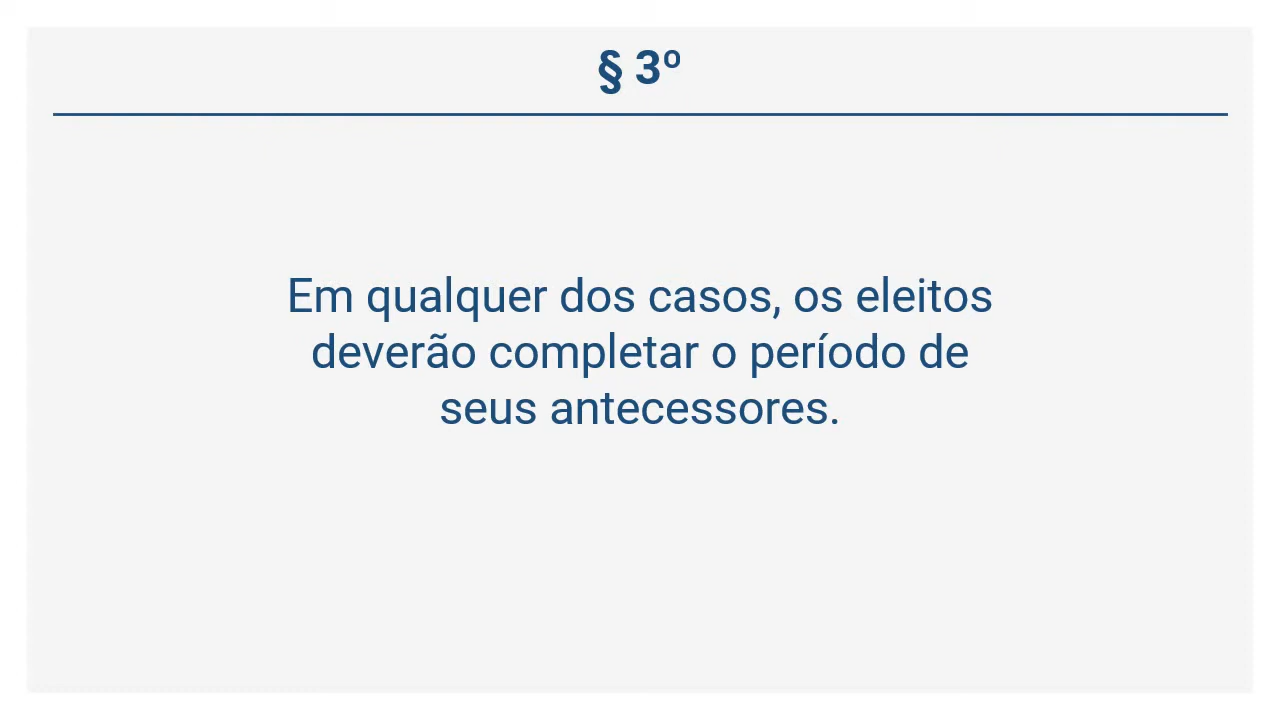 § 3º
Em qualquer dos casos, os eleitos
deverão completar o período de
seus antecessores.